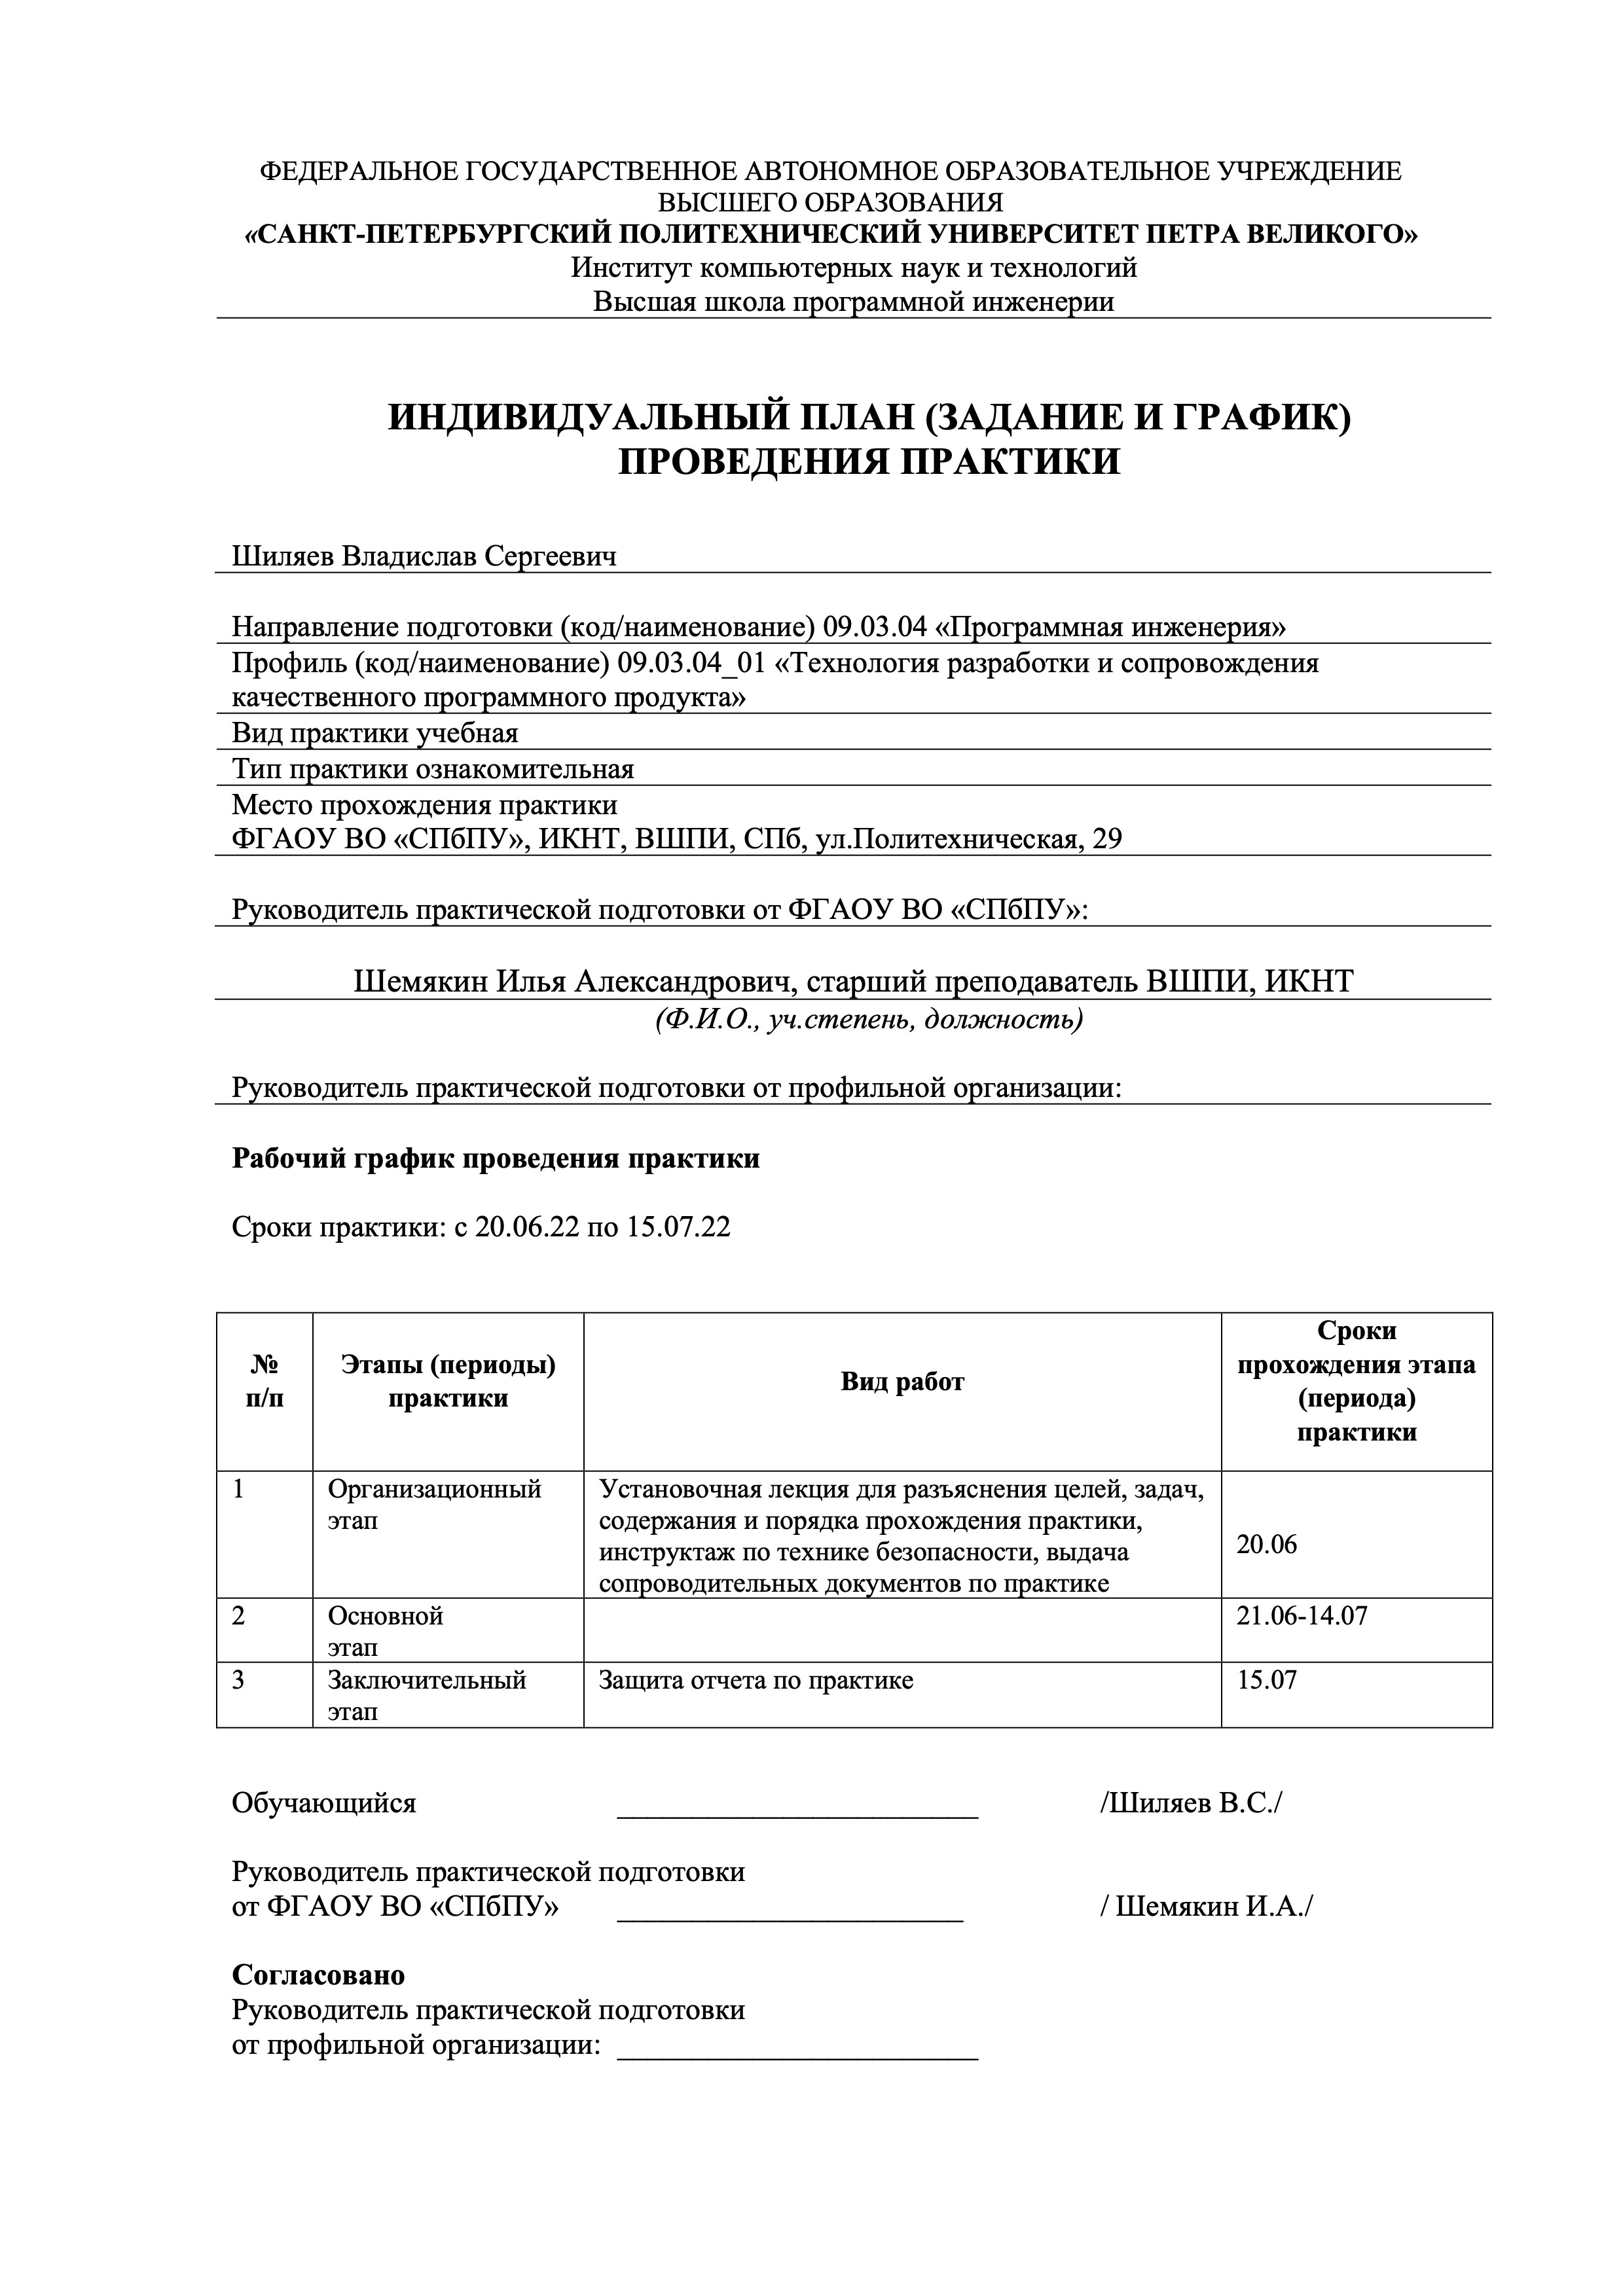 ФЕДЕРАЛЬНОЕ ГОСУДАРСТВЕННОЕ АВТОНОМНОЕ ОБРАЗОВАТЕЛЬНОЕ УЧРЕЖДЕНИЕ
ВЫСШЕГО ОБРАЗОВАНИЯ
«САНКТ-ПЕТЕРБУРГСКИЙ ПОЛИТЕХНИЧЕСКИЙ УНИВЕРСИТЕТ ПЕТРА ВЕЛИКОГО»
Институт компьютерных наук и технологий
Высшая школа программной инженерии
ИНДИВИДУАЛЬНЫЙ ПЛАН (ЗАДАНИЕ И ГРАФИК)
ПРОВЕДЕНИЯ ПРАКТИКИ
Шиляев Владислав Сергеевич
Направление подготовки (код/наименование) 09.03.04 «Программная инженерия»
Профиль (код/наименование) 09.03.04_01 «Технология разработки и сопровождения
качественного программного продукта»
Вид практики учебная
Тип практики ознакомительная
Место прохождения практики
ФГАОУ ВО «СПбПУ», ИКНТ, ВШПИ, СПб, ул.Политехническая, 29
Руководитель практической подготовки от ФГАОУ ВО «СПбПУ»:
Шемякин Илья Александрович, старший преподаватель ВШПИ, ИКНТ
(Ф.И.О., уч.степень, должность)
Руководитель практической подготовки от профильной организации:
Рабочий график проведения практики
Сроки практики: с 20.06.22 по 15.07.22
№
п/п
Этапы (периоды)
практики
Вид работ
Сроки
прохождения этапа
(периода)
практики
1
Организационный
этап
Установочная лекция для разъяснения целей, задач,
содержания и порядка прохождения практики,
инструктаж по технике безопасности, выдача
сопроводительных документов по практике
20.06
2
Основной
этап
21.06-14.07
3
Заключительный
этап
Защита отчета по практике
15.07
Обучающийся /Шиляев В.С./
Руководитель практической подготовки
от ФГАОУ ВО «СПбПУ» / Шемякин И.А./
Согласовано
Руководитель практической подготовки
от профильной организации: